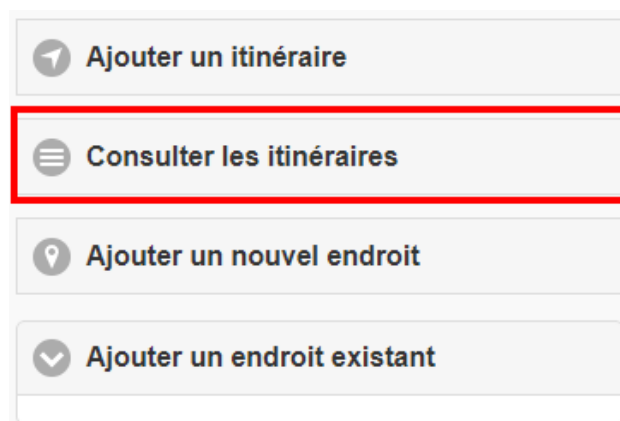 Ajouter un itinéraire
Consulter les itinéraires
Ajouter un nouvel endroit
Ajouter un endroit existant